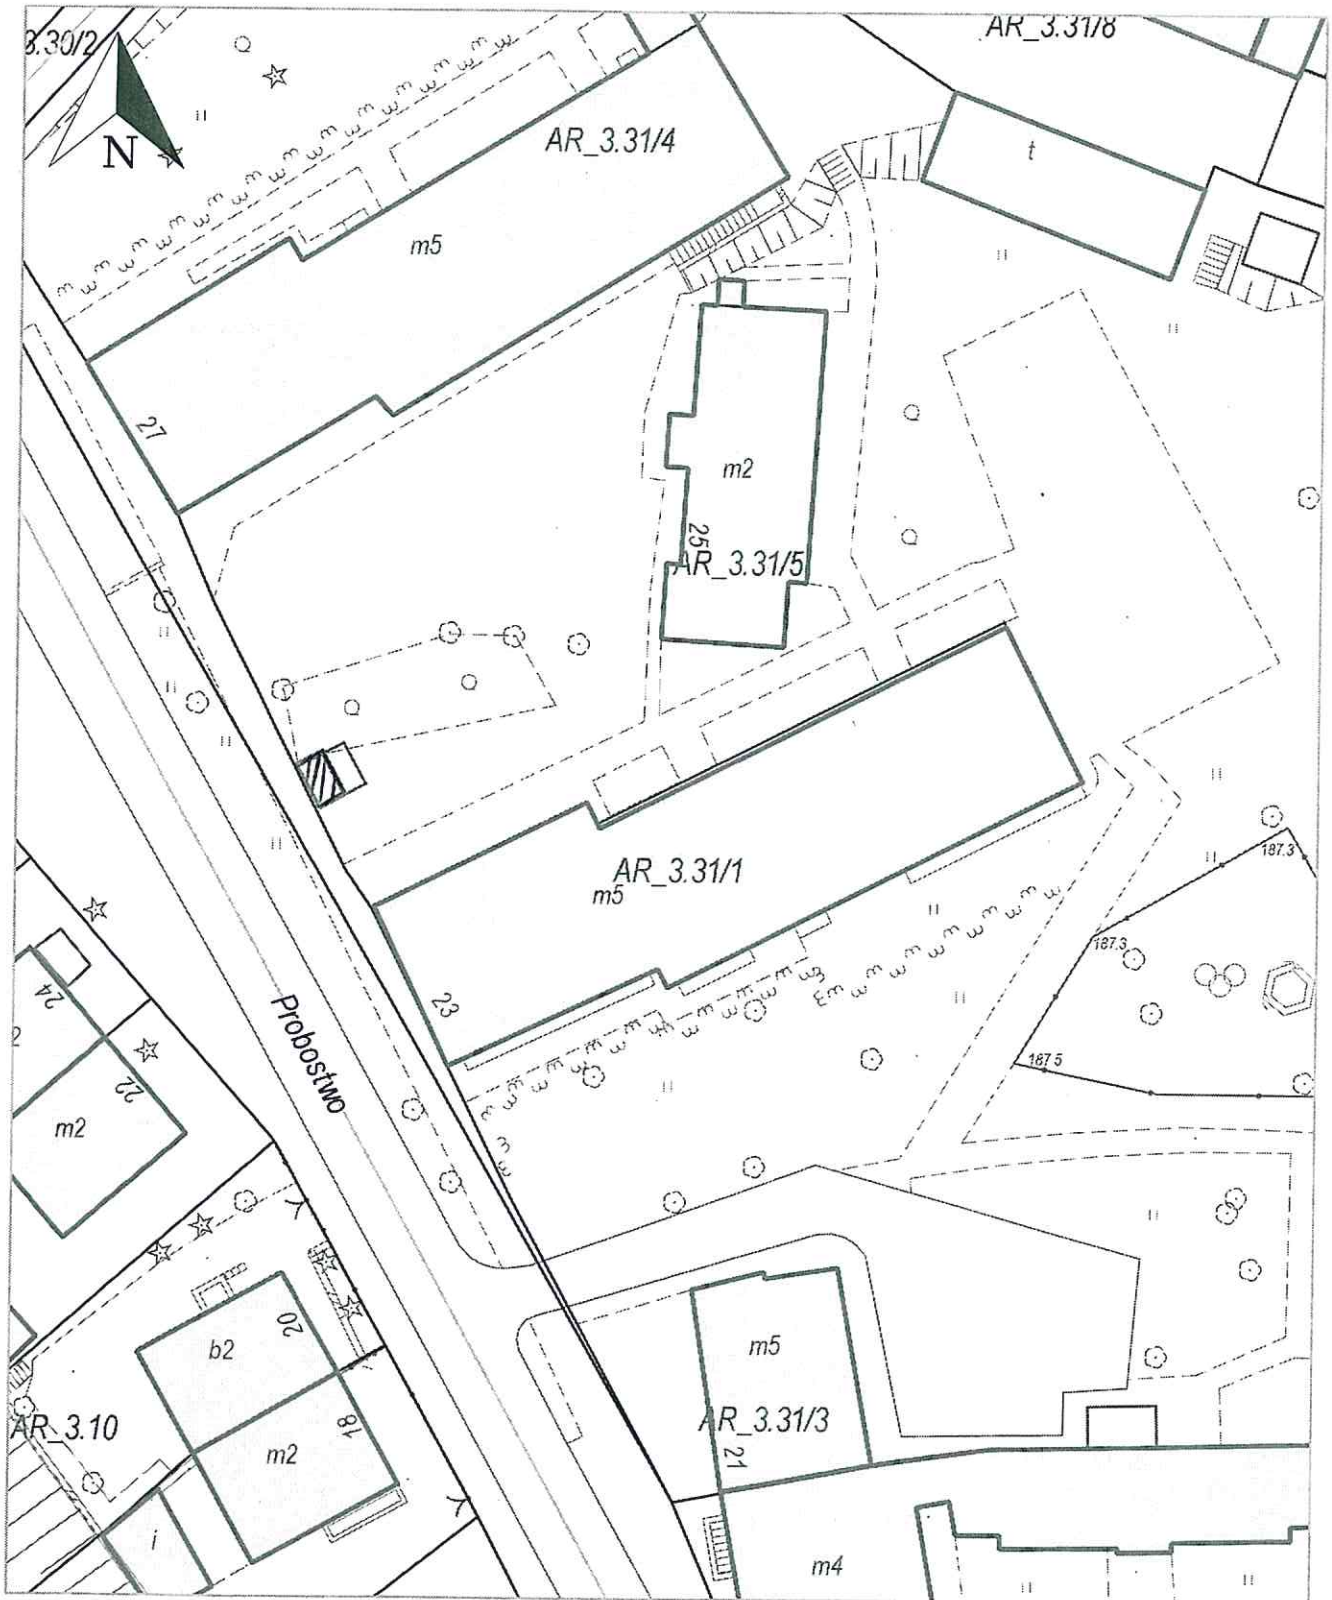 3.30/2
AR_3.31/8
N
AR_3.31/4
t
m5
27
m2
25
AR_3.31/5
AR_3.31/1
m5
187.3
187.3
23
24
Probostwo
187.5
22
2
m2
20
b2
m5
18
AR_3.31/3
AR_3.10
m2
21
i
m4